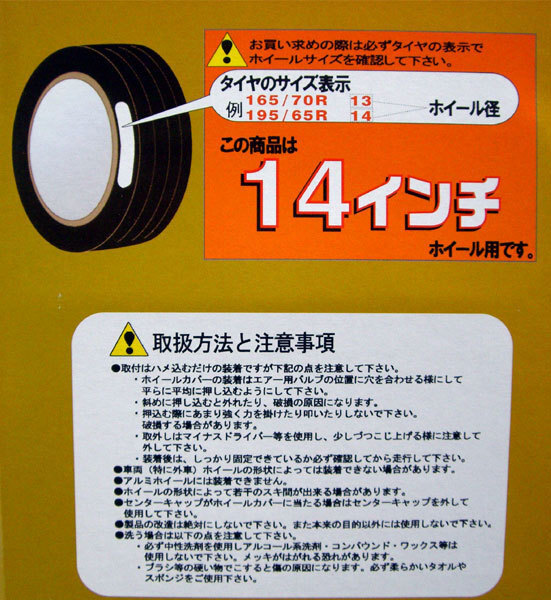 お買い求めの際は必ずタイヤの表示で
ホイールサイズを確認して下さい。
タイヤのサイズ表示
例 165/70R 13
195/65R 14
ホイール径
この商品は
14インチ
ホイール用です。
取扱方法と注意事項
●取付はハメ込むだけの装着ですが下記の点を注意して下さい。
・ホイールカバーの装着はエアー用バルブの位置に穴を合わせる様にして
平らに平均に押し込むようにして下さい。
・斜めに押し込むと外れたり、破損の原因になります。
・押込む際にあまり強く力を掛けたり叩いたりしないで下さい。
破損する場合があります。
・取外しはマイナスドライバー等を使用し、少しづつこじ上げる様に注意して
外して下さい。
・装着後は、しっかり固定できているか必ず確認してから走行して下さい。
●車両（特に外車）ホイールの形状によっては装着できない場合があります。
●アルミホイールには装着できません。
●ホイールの形状によって若干のスキ間が出来る場合があります。
●センターキャップがホイルカバーに当たる場合はセンターキャップを外して
使用して下さい。
●製品の改造は絶対にしないで下さい。また本来の目的以外には使用しないで下さい。
●洗う場合は以下の点を注意して下さい。
・必ず中性洗剤を使用しアルコール系洗剤・コンパウンド・ワックス等は
使用しないで下さい。メッキがはがれる恐れがあります。
・ブラシ等の硬い物でこすると傷の原因になります。必ず柔らかいタオルや
スポンジをご使用下さい。